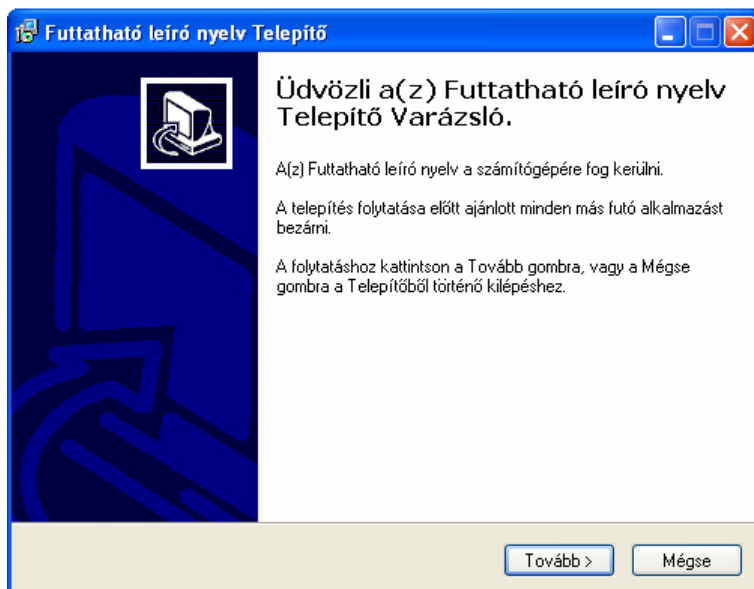 Futtatható leíró nyelv Telepítő
Üdvözli a(z) Futtatható leíró nyelv
Telepítő Varázsló.
A(z) Futtatható leíró nyelv a számítógépére fog kerülni.
A telepítés folytatása előtt ajánlott minden más futó alkalmazást
bezárni.
A folytatáshoz kattintson a Tovább gombra, vagy a Mégse
gombra a Telepítőből történő kilépéshez.
Tovább >
Mégse